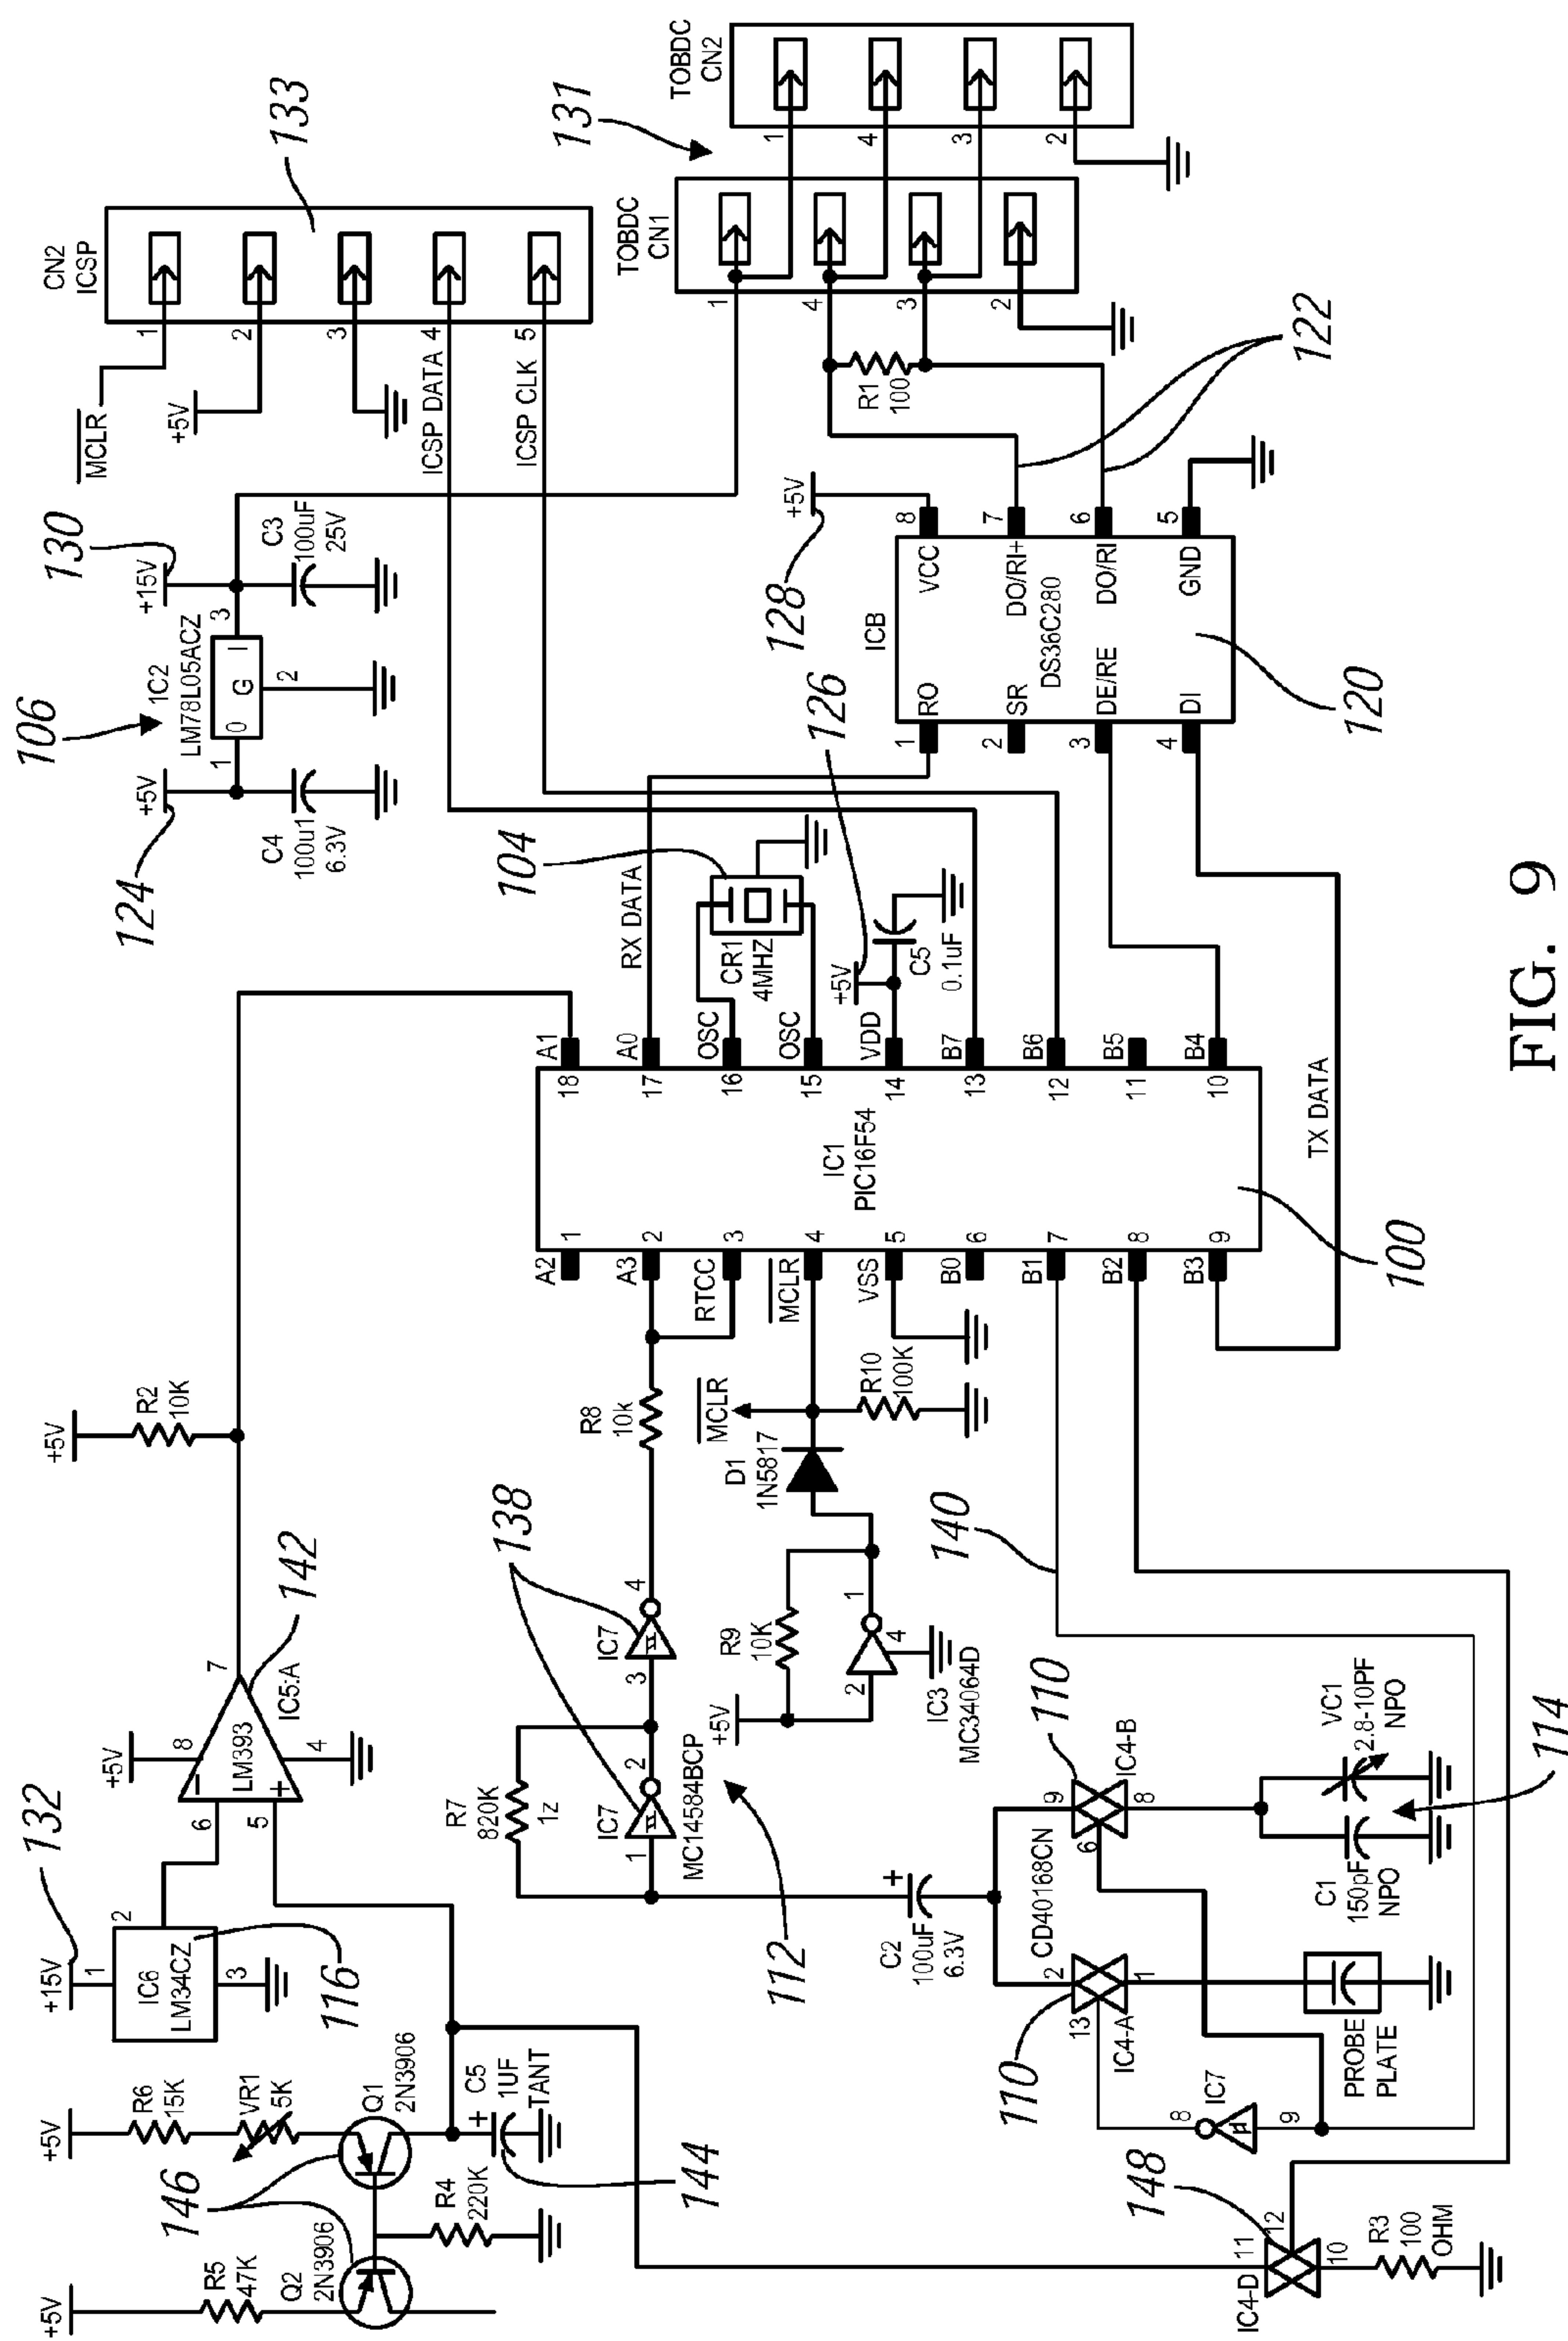 +5V
R5
47K
Q2
2N3906
146
+5V
R6
15K
VR1
5K
Q1
2N3906
R4
220K
C5
1UF
TANT
144
+15V
132
1
2
IC6
LM34CZ
3
116
6
5
+5V
8
−
LM393
+
4
7
IC5:A
142
+5V
R2
10K
R7
820K
1z
IC7
1
2
MC14584BCP
138
IC7
3
4
R8
10k
112
+5V
R9
10K
2
1
4
IC3
MC34064D
D1
1N5817
MCLR
R10
100K
C2
+
100uF
6.3V
CD40168CN
2
13
1
IC4-A
110
9
6
8
IC4-B
110
PROBE
PLATE
C1
150pF
NPO
VC1
2.8-10PF
NPO
114
IC7
8
9
140
148
11
12
10
IC4-D
R3
100
OHM
A2
A3
RTCC
MCLR
VSS
B0
B1
B2
B3
1
2
3
4
5
6
7
8
9
IC1
PIC16F54
100
18
17
16
15
14
13
12
11
10
A1
A0
OSC
OSC
VDD
B7
B6
B5
B4
RX DATA
TX DATA
CR1
4MHZ
104
+5V
126
C5
0.1uF
124
+5V
C4
100u1
6.3V
106
1C2
LM78L05ACZ
1
0
G
I
2
3
130
+15V
C3
100uF
25V
MCLR
+5V
ICSP DATA
ICSP CLK
1
2
3
4
5
CN2
ICSP
133
ICB
DS36C280
1
2
3
4
RO
SR
DE/RE
DI
VCC
DO/RI+
DO/RI
GND
8
7
6
5
120
+5V
128
R1
100
122
TOBDC
CN1
1
4
3
2
131
TOBDC
CN2
1
4
3
2
FIG. 9